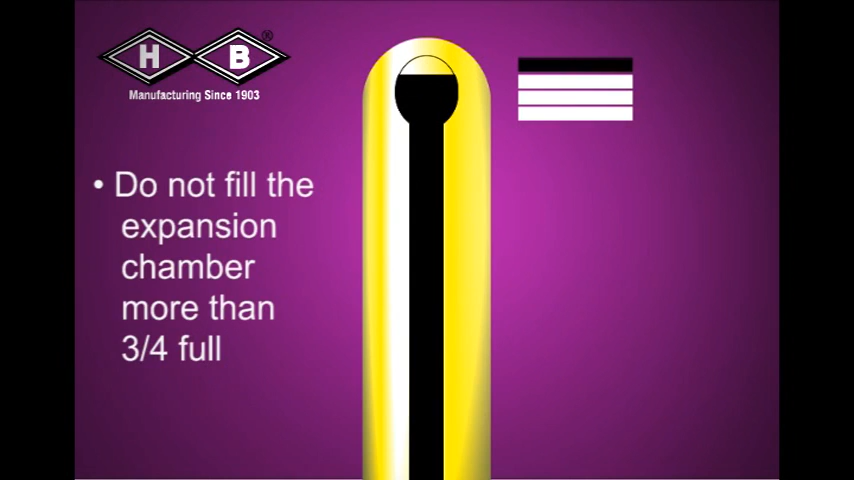 H B ®
Manufacturing Since 1903
• Do not fill the
expansion
chamber
more than
3/4 full